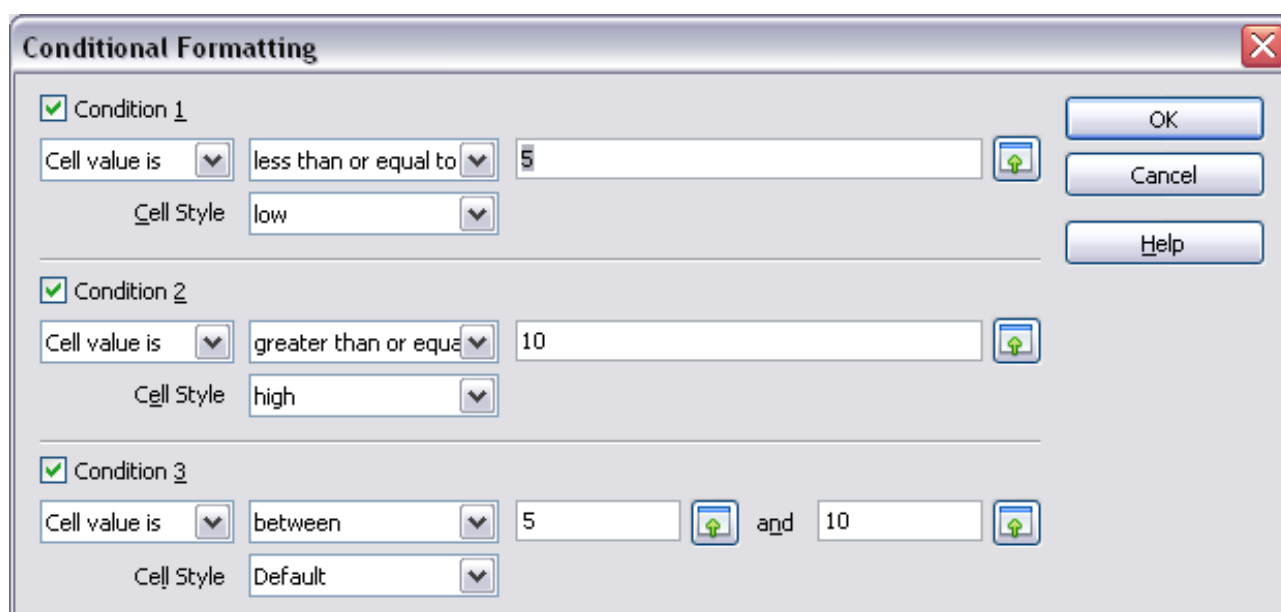 Conditional Formatting
Condition 1
OK
Cell value is less than or equal to 5
Cancel
Cell Style low
Help
Condition 2
Cell value is greater than or equa 10
Cell Style high
Condition 3
Cell value is between 5 and 10
Cell Style Default